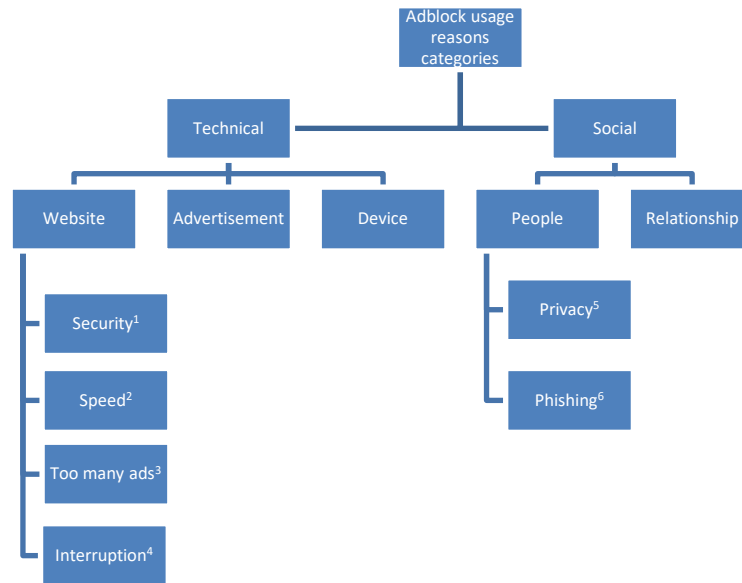 Adblock usage
reasons
categories
Technical
Social
Website
Advertisement
Device
People
Relationship
Security¹
Privacy⁵
Speed²
Phishing⁶
Too many ads³
Interruption⁴